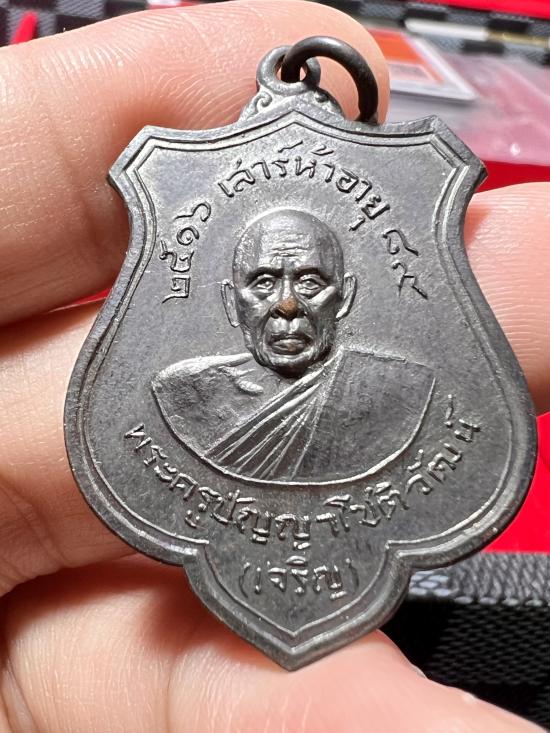 ๒๕๑๖ เสาร์ห้าอายุ ๘๙
พระครูปัญญาโชติวัฒน์
(เจริญ)